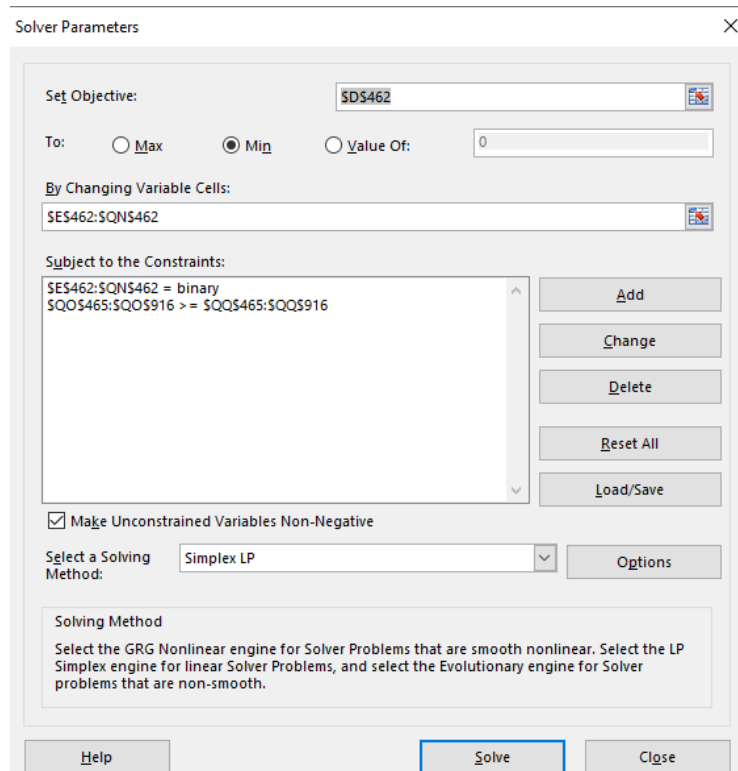 Solver Parameters
Set Objective:
$D$462
To:
Max
Min
Value Of:
0
By Changing Variable Cells:
$E$462:$QN$462
Subject to the Constraints:
$E$462:$QN$462 = binary
$QO$465:$QO$916 >= $QQ$465:$QQ$916
Add
Change
Delete
Reset All
Load/Save
Make Unconstrained Variables Non-Negative
Select a Solving
Method:
Simplex LP
Options
Solving Method
Select the GRG Nonlinear engine for Solver Problems that are smooth nonlinear. Select the LP
Simplex engine for linear Solver Problems, and select the Evolutionary engine for Solver
problems that are non-smooth.
Help
Solve
Close